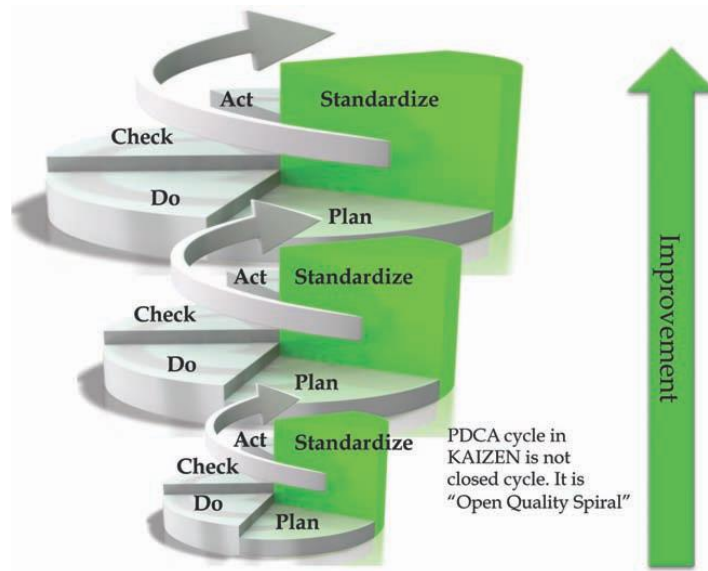 Act
Standardize
Check
Do
Plan
Act
Standardize
Check
Do
Plan
Act
Standardize
Check
Do
Plan
PDCA cycle in
KAIZEN is not
closed cycle. It is
“Open Quality Spiral”
Improvement